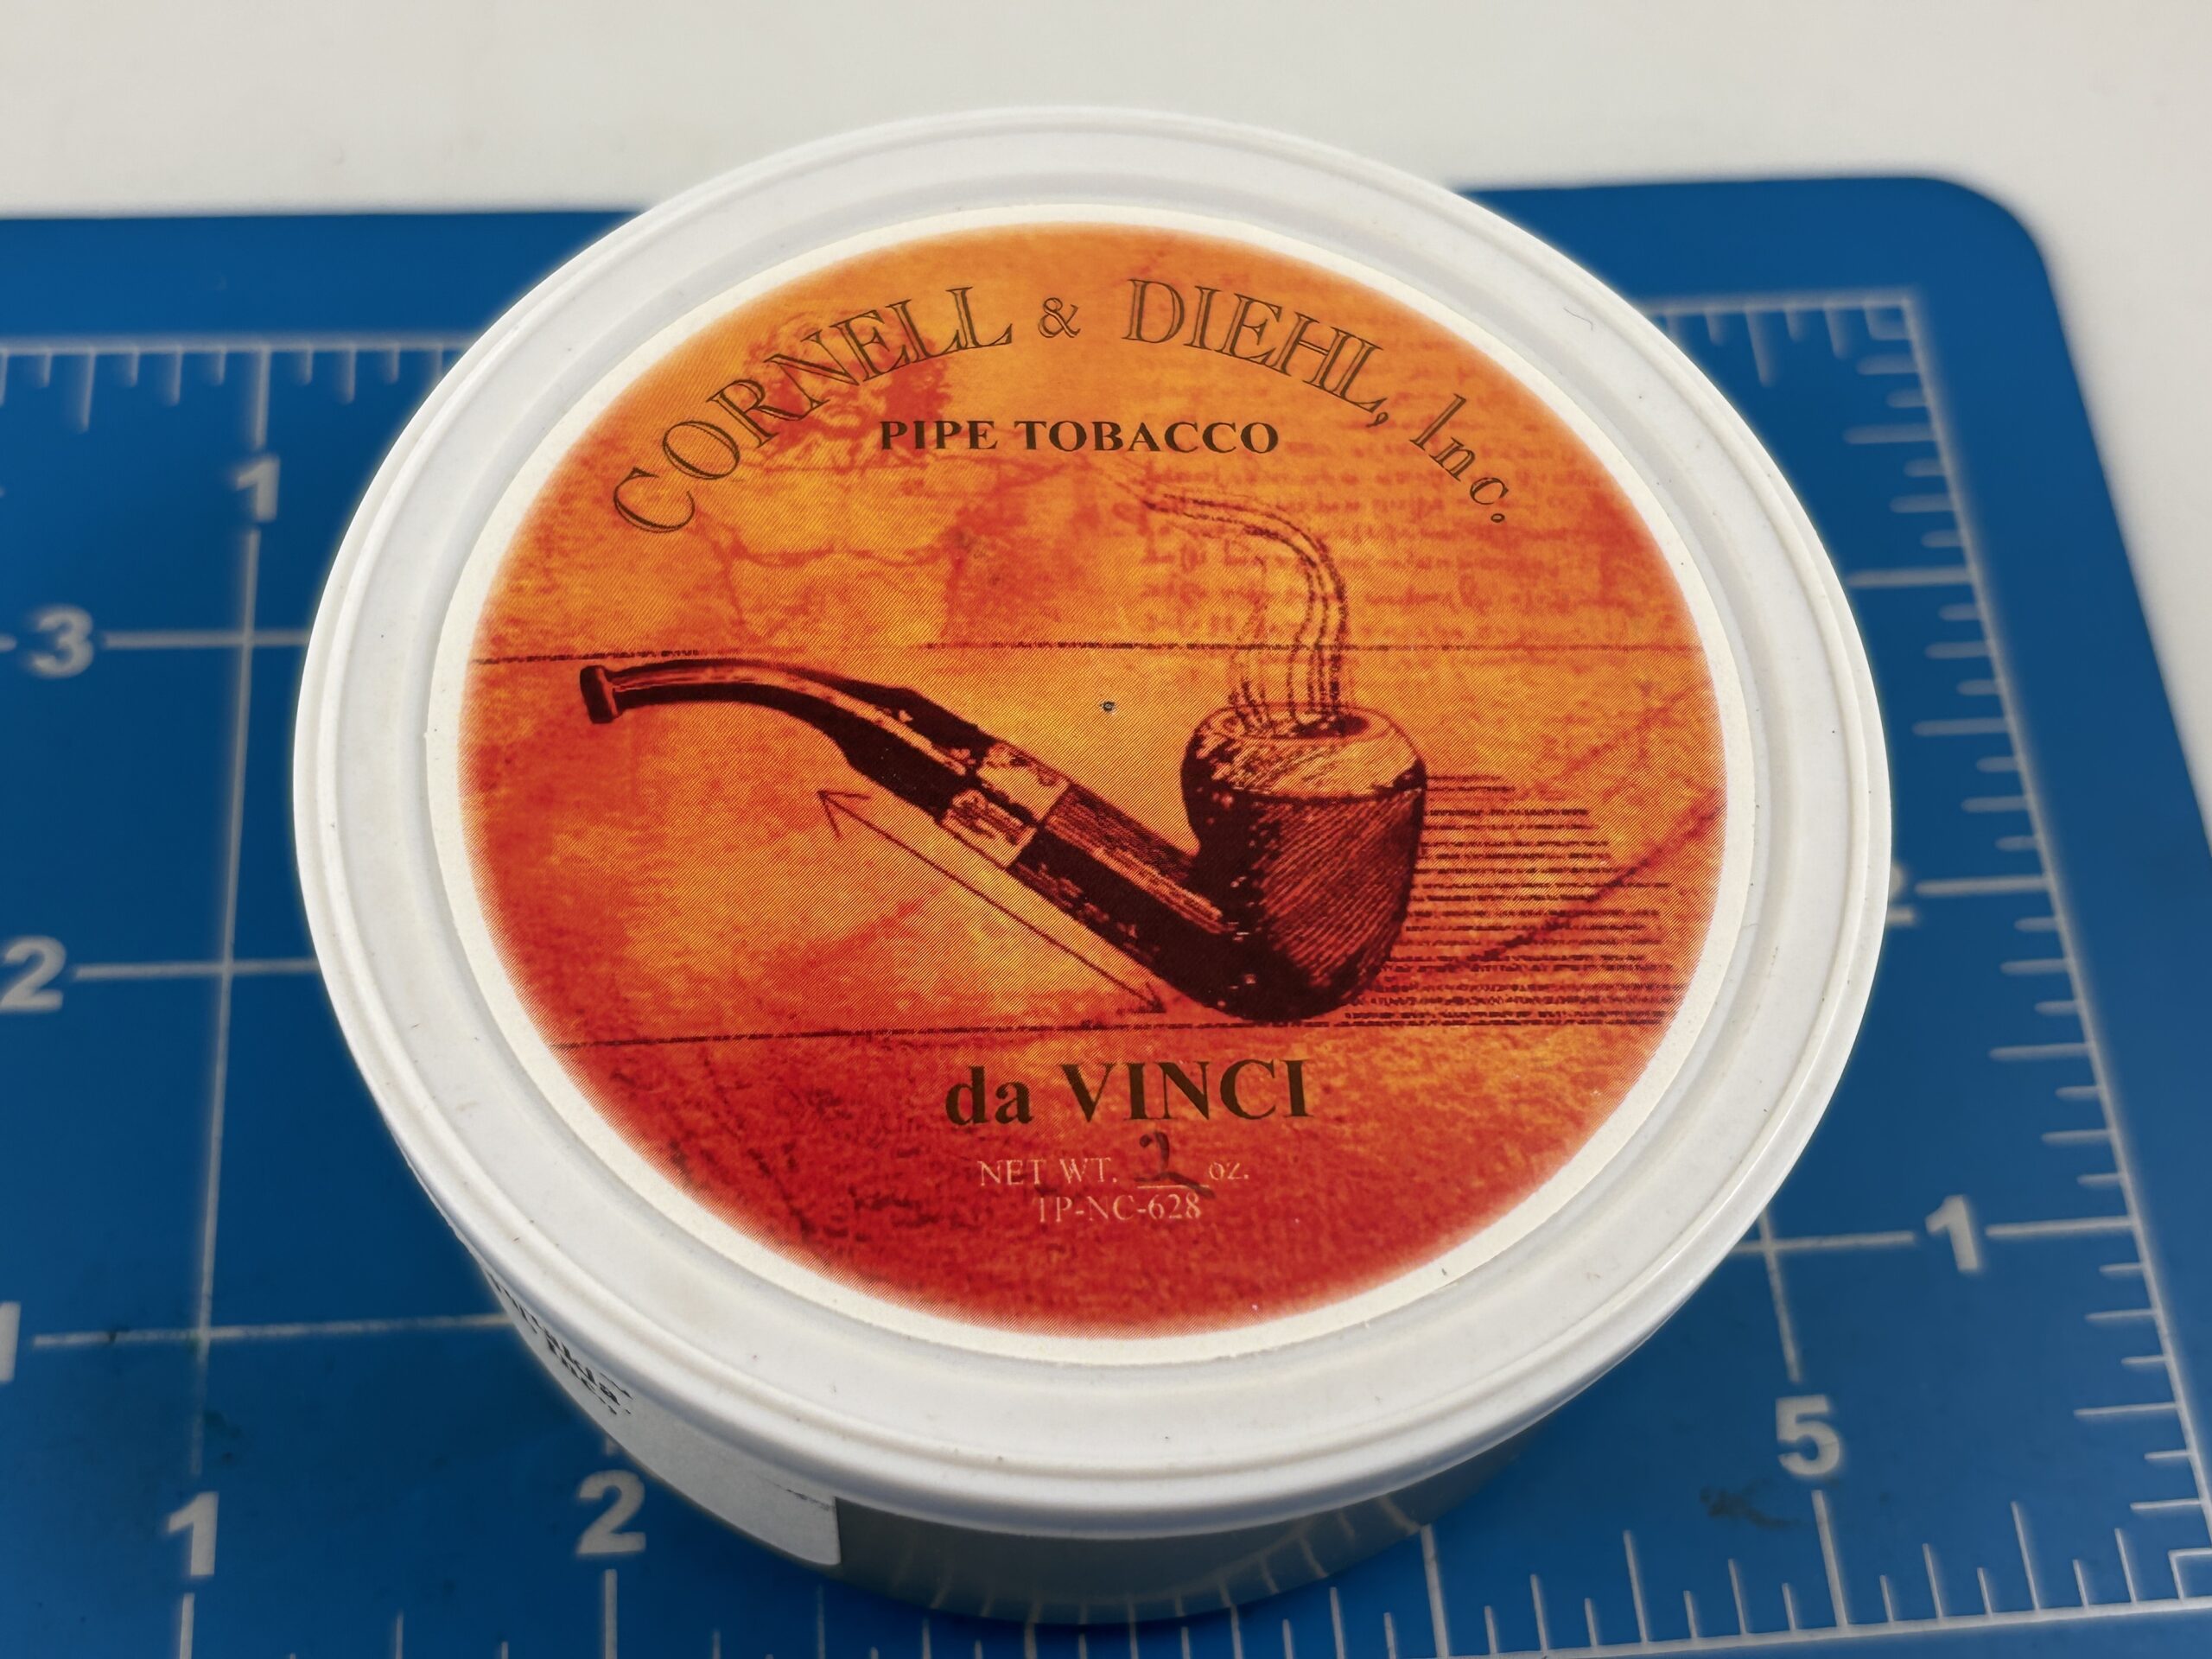 CORNELL & DIEHL, Inc.
PIPE TOBACCO
da VINCI
NET WT. 2 oz.
TP-NC-628
1
3
2
1
1
2
5
1
2